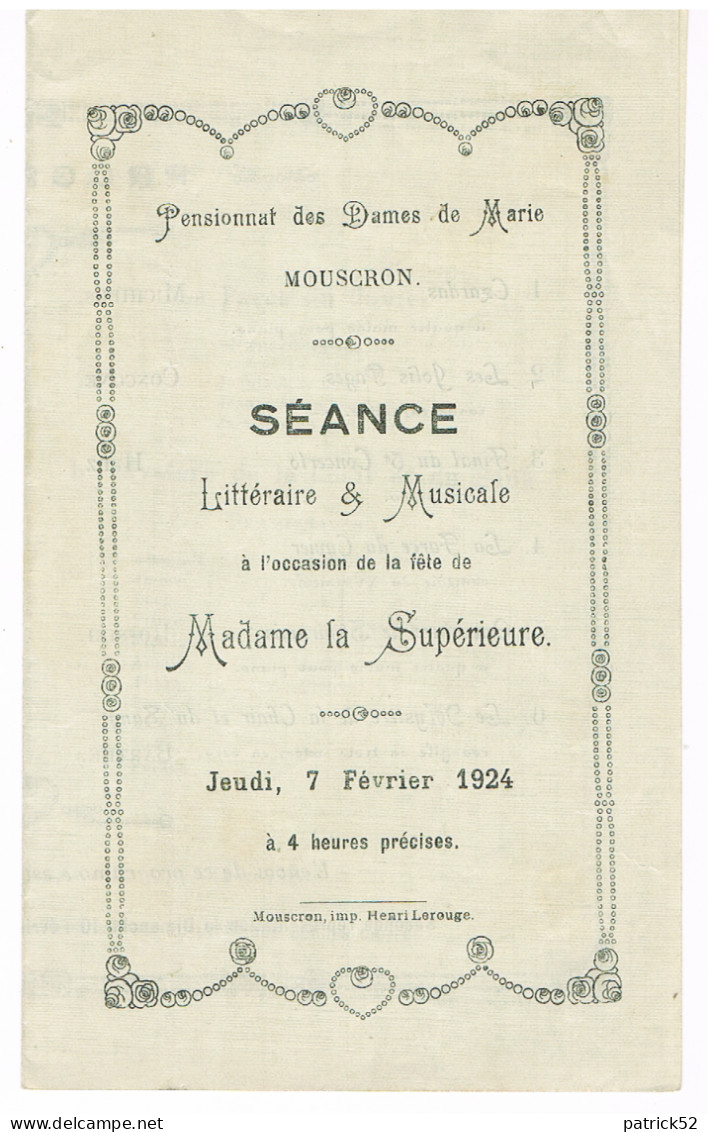 Pensionnat des Dames de Marie
MOUSCRON.
SÉANCE
Littéraire & Musicale
à l'occasion de la fête de
Madame la Supérieure.
Jeudi, 7 Février 1924
à 4 heures précises.
Mouscron, imp. Henri Lerouge.
delcampe.net
patrick52